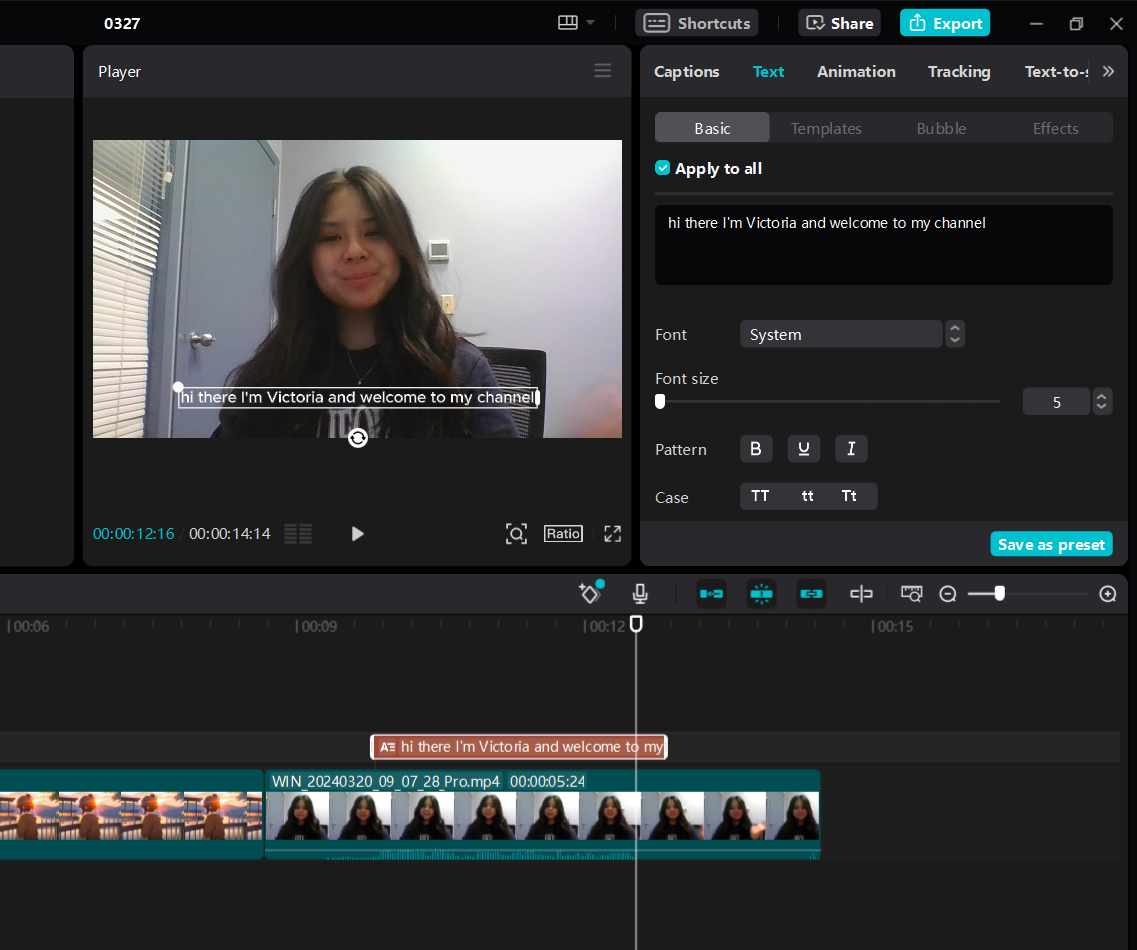 0327
Shortcuts
Share
Export
Player
hi there I'm Victoria and welcome to my channel
00:00:12:16
00:00:14:14
Ratio
Captions
Text
Animation
Tracking
Text-to-s
Basic
Templates
Bubble
Effects
Apply to all
hi there I'm Victoria and welcome to my channel
Font
System
Font size
5
Pattern
B
U
I
Case
TT
tt
Tt
Save as preset
00:06
00:09
00:12
00:15
hi there I'm Victoria and welcome to my
WIN_20240320_09_07_28_Pro.mp4 00:00:05:24